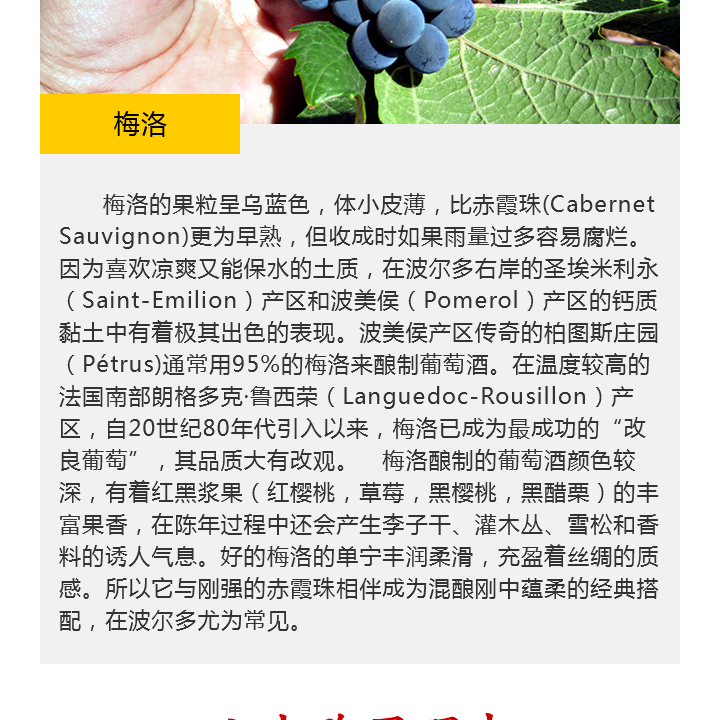 梅洛
梅洛的果粒呈乌蓝色，体小皮薄，比赤霞珠(Cabernet
Sauvignon)更为早熟，但收成时如果雨量过多容易腐烂。
因为喜欢凉爽又能保水的土质，在波尔多右岸的圣埃米利永
（Saint-Emilion）产区和波美侯（Pomerol）产区的钙质
黏土中有着极其出色的表现。波美侯产区传奇的柏图斯庄园
（Pétrus)通常用95%的梅洛来酿制葡萄酒。在温度较高的
法国南部朗格多克·鲁西荣（Languedoc-Rousillon）产
区，自20世纪80年代引入以来，梅洛已成为最成功的“改
良葡萄”，其品质大有改观。　梅洛酿制的葡萄酒颜色较
深，有着红黑浆果（红樱桃，草莓，黑樱桃，黑醋栗）的丰
富果香，在陈年过程中还会产生李子干、灌木丛、雪松和香
料的诱人气息。好的梅洛的单宁丰润柔滑，充盈着丝绸的质
感。所以它与刚强的赤霞珠相伴成为混酿刚中蕴柔的经典搭
配，在波尔多尤为常见。